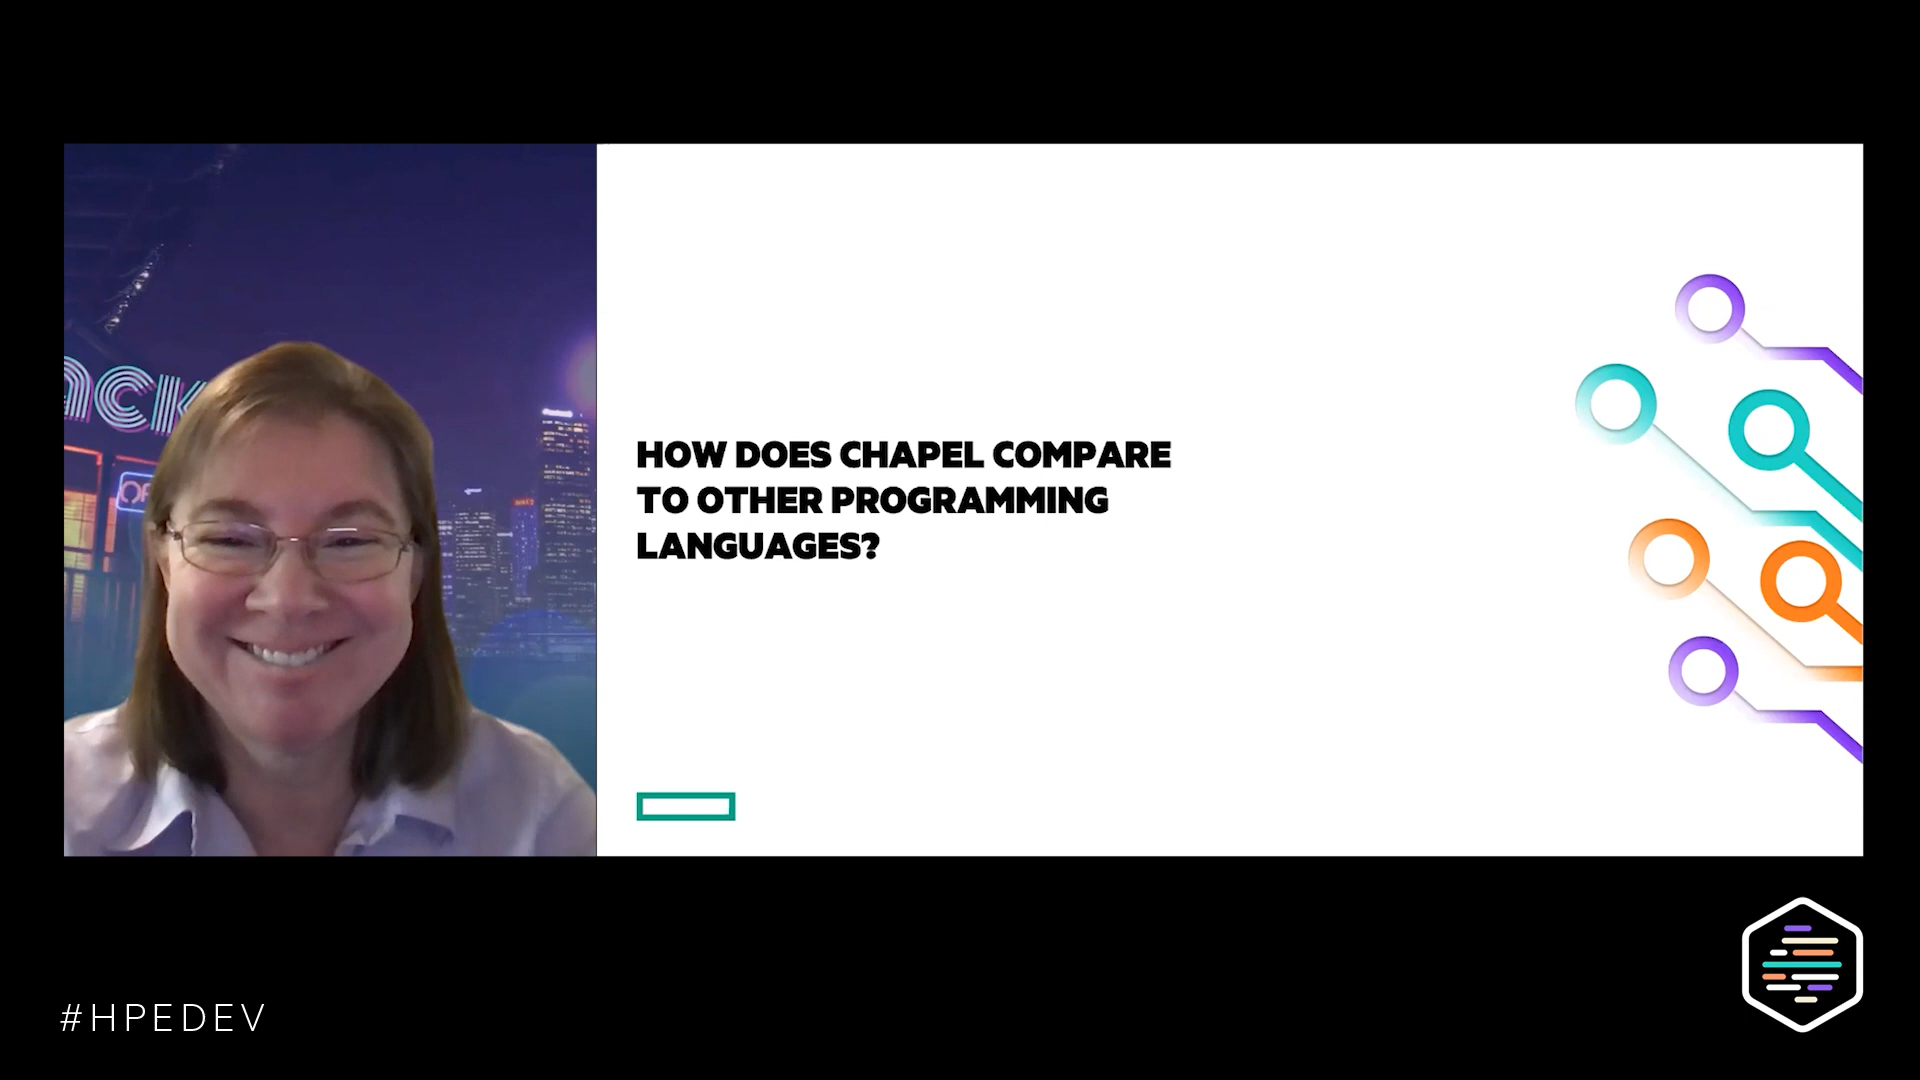 HOW DOES CHAPEL COMPARE
TO OTHER PROGRAMMING
LANGUAGES?
#HPEDEV